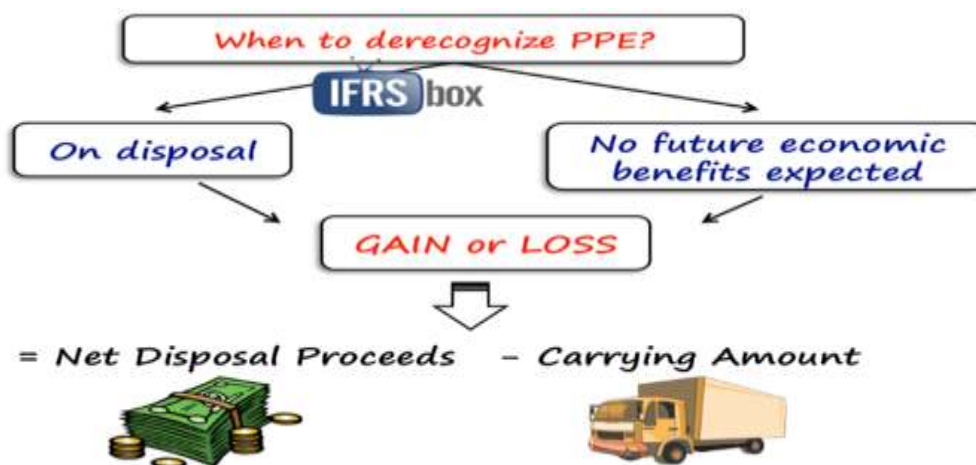 When to derecognize PPE?
IFRS box
On disposal
No future economic
benefits expected
GAIN or LOSS
= Net Disposal Proceeds - Carrying Amount